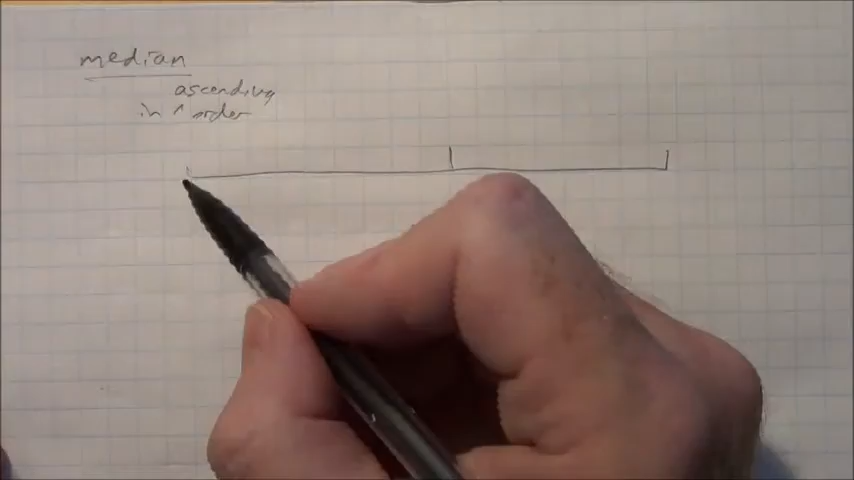 median
ascending
in ^ order